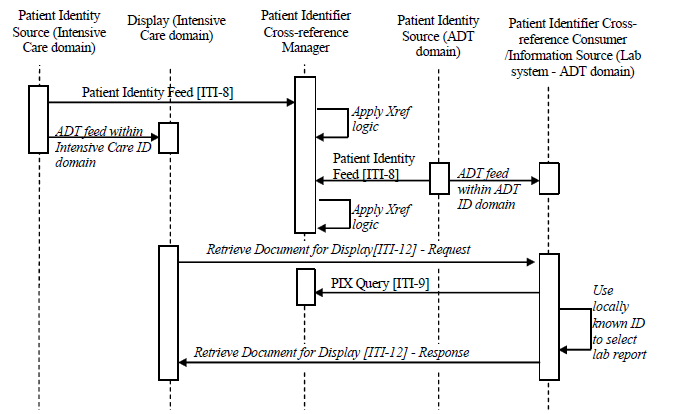 Patient Identity
Source (Intensive
Care domain)
Display (Intensive
Care domain)
Patient Identifier
Cross-reference
Manager
Patient Identity
Source (ADT
domain)
Patient Identifier Cross-
reference Consumer
/Information Source (Lab
system - ADT domain)
Patient Identity Feed [ITI-8]
Apply Xref
logic
ADT feed within
Intensive Care ID
domain
Patient Identity
Feed [ITI-8]
ADT feed
within ADT
ID domain
Apply Xref
logic
Retrieve Document for Display[ITI-12] - Request
PIX Query [ITI-9]
Use
locally
known ID
to select
lab report
Retrieve Document for Display [ITI-12] - Response